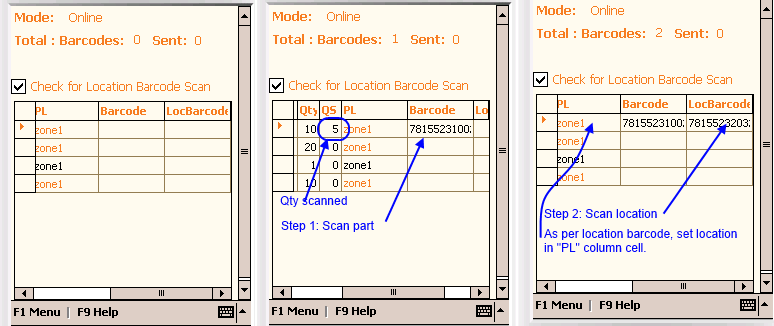 Mode: Online
Total : Barcodes: 0 Sent: 0
Check for Location Barcode Scan
PL Barcode LocBarcode
zone1
zone1
zone1
zone1
F1 Menu | F9 Help
Mode: Online
Total : Barcodes: 1 Sent: 0
Check for Location Barcode Scan
Qty QS PL Barcode Lo
10 5 zone1 7815523100
20 0 zone1
1 0 zone1
10 0 zone1
Qty scanned
Step 1: Scan part
F1 Menu | F9 Help
Mode: Online
Total : Barcodes: 2 Sent: 0
Check for Location Barcode Scan
PL Barcode LocBarcode
zone1 7815523100 7815523203
zone1
zone1
zone1
Step 2: Scan location
As per location barcode, set location
in "PL" column cell.
F1 Menu | F9 Help